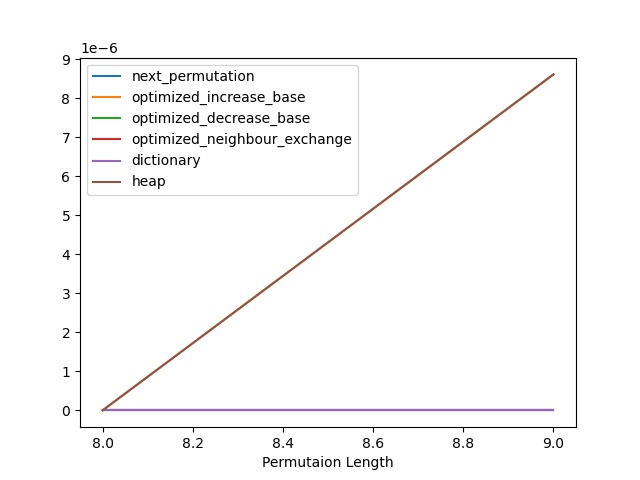 1e−6
9
8
7
6
5
4
3
2
1
0
next_permutation
optimized_increase_base
optimized_decrease_base
optimized_neighbour_exchange
dictionary
heap
8.0 8.2 8.4 8.6 8.8 9.0
Permutaion Length